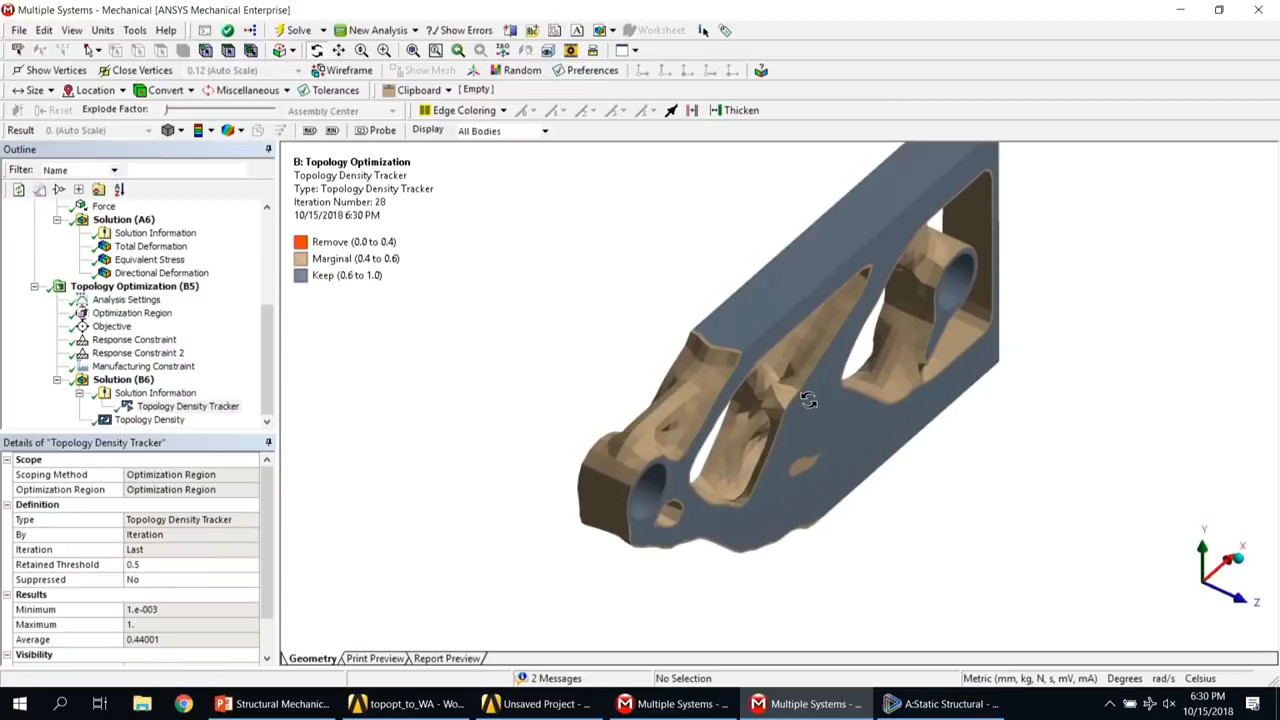 Multiple Systems - Mechanical [ANSYS Mechanical Enterprise]
File Edit View Units Tools Help Solve New Analysis ?/ Show Errors Worksheet
Show Vertices Close Vertices 0.12 (Auto Scale) Wireframe Show Mesh Random Preferences
Size Location Convert Miscellaneous Tolerances Clipboard [ Empty ]
Reset Explode Factor: Assembly Center Edge Coloring Thicken
Result 0. (Auto Scale) Probe Display All Bodies
Outline
Filter: Name
Force
Solution (A6)
Solution Information
Total Deformation
Equivalent Stress
Directional Deformation
Topology Optimization (B5)
Analysis Settings
Optimization Region
Objective
Response Constraint
Response Constraint 2
Manufacturing Constraint
Solution (B6)
Solution Information
Topology Density Tracker
Topology Density
Details of "Topology Density Tracker"
Scope
Scoping Method Optimization Region
Optimization Region Optimization Region
Definition
Type Topology Density Tracker
By Iteration
Iteration Last
Retained Threshold 0.5
Suppressed No
Results
Minimum 1.e-003
Maximum 1.
Average 0.44001
Visibility
B: Topology Optimization
Topology Density Tracker
Type: Topology Density Tracker
Iteration Number: 28
10/15/2018 6:30 PM
Remove (0.0 to 0.4)
Marginal (0.4 to 0.6)
Keep (0.6 to 1.0)
Y
X
Z
Geometry Print Preview Report Preview
2 Messages No Selection Metric (mm, kg, N, s, mV, mA) Degrees rad/s Celsius
Structural Mechanic... topopt_to_WA - Wo... Unsaved Project - ... Multiple Systems - ... Multiple Systems - ... A:Static Structural - ...
6:30 PM
10/15/2018